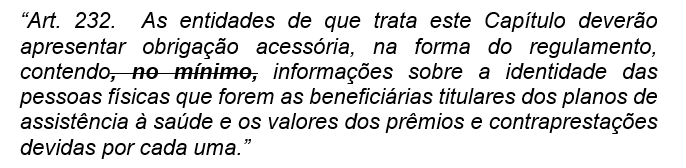 “Art. 232. As entidades de que trata este Capítulo deverão
apresentar obrigação acessória, na forma do regulamento,
contendo, no mínimo, informações sobre a identidade das
pessoas físicas que forem as beneficiárias titulares dos planos de
assistência à saúde e os valores dos prêmios e contraprestações
devidas por cada uma.”